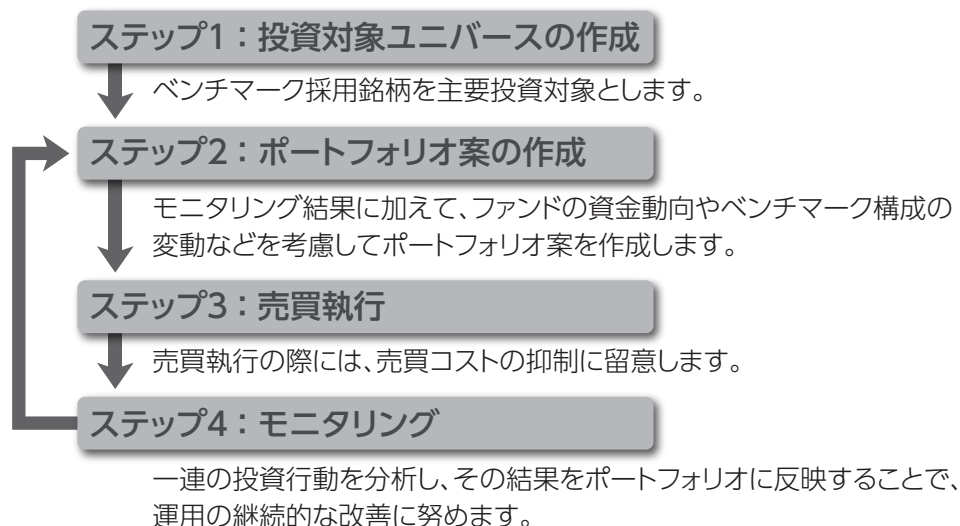 ステップ1：投資対象ユニバースの作成
ベンチマーク採用銘柄を主要投資対象とします。
ステップ2：ポートフォリオ案の作成
モニタリング結果に加えて、ファンドの資金動向やベンチマーク構成の
変動などを考慮してポートフォリオ案を作成します。
ステップ3：売買執行
売買執行の際には、売買コストの抑制に留意します。
ステップ4：モニタリング
一連の投資行動を分析し、その結果をポートフォリオに反映することで、
運用の継続的な改善に努めます。